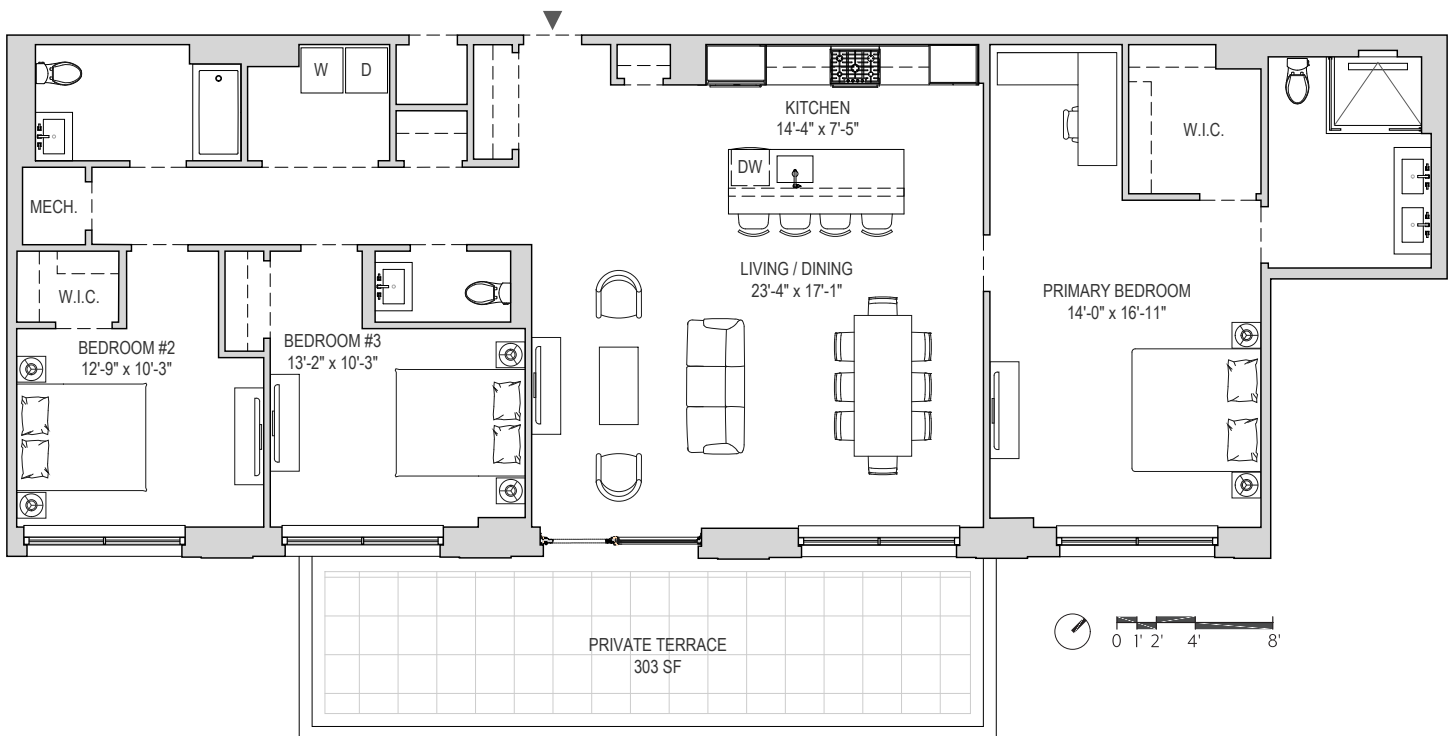 W
D
KITCHEN
14'-4" x 7'-5"
W.I.C.
DW
MECH.
LIVING / DINING
23'-4" x 17'-1"
W.I.C.
PRIMARY BEDROOM
14'-0" x 16'-11"
BEDROOM #2
12'-9" x 10'-3"
BEDROOM #3
13'-2" x 10'-3"
PRIVATE TERRACE
303 SF
0 1' 2' 4' 8'